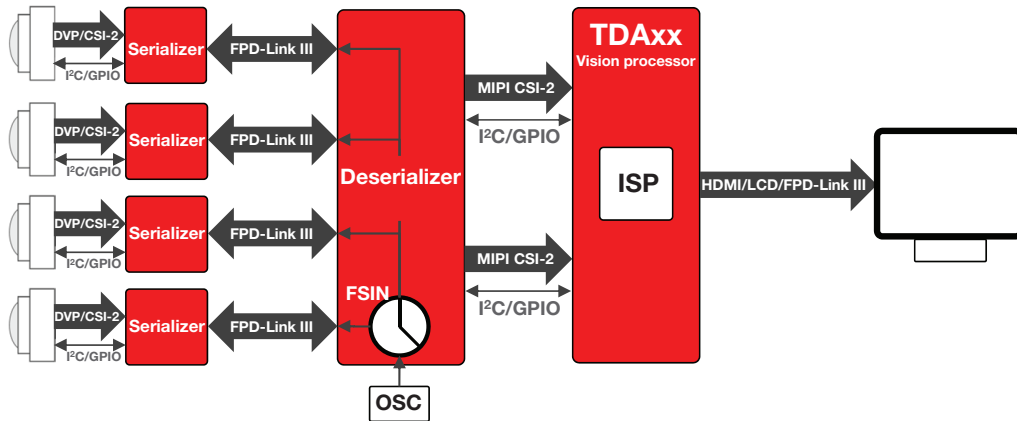 DVP/CSI-2
I²C/GPIO
Serializer
FPD-Link III
DVP/CSI-2
I²C/GPIO
Serializer
FPD-Link III
DVP/CSI-2
I²C/GPIO
Serializer
FPD-Link III
DVP/CSI-2
I²C/GPIO
Serializer
FPD-Link III
Deserializer
FSIN
OSC
MIPI CSI-2
I²C/GPIO
MIPI CSI-2
I²C/GPIO
TDAxx
Vision processor
ISP
HDMI/LCD/FPD-Link III